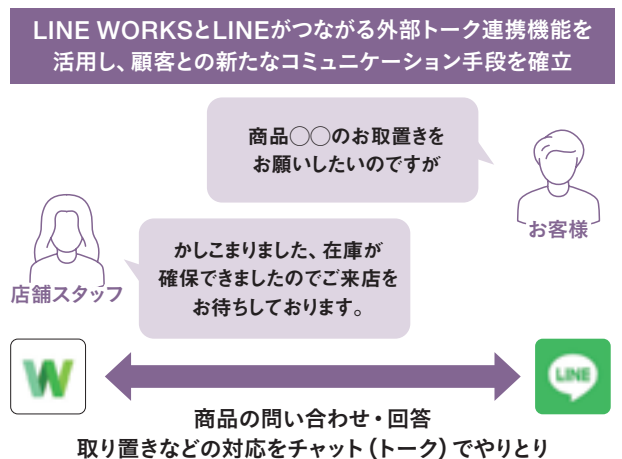 LINE WORKSとLINEがつながる外部トーク連携機能を
活用し、顧客との新たなコミュニケーション手段を確立
商品〇〇のお取置きを
お願いしたいのですが
お客様
かしこまりました、在庫が
確保できましたのでご来店を
お待ちしております。
店舗スタッフ
W
LINE
商品の問い合わせ・回答
取り置きなどの対応をチャット(トーク)でやりとり